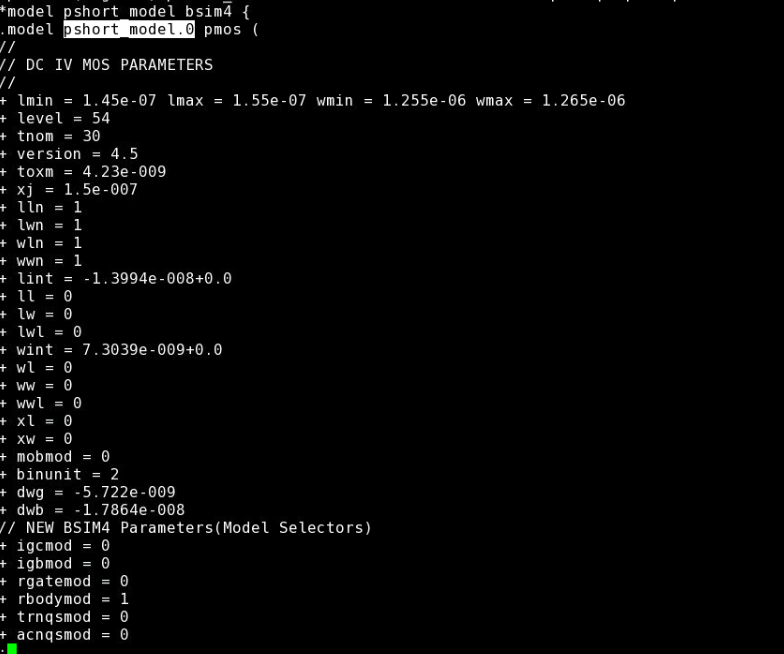 *model pshort_model bsim4 {
.model pshort_model.0 pmos (
//
// DC IV MOS PARAMETERS
//
+ lmin = 1.45e-07 lmax = 1.55e-07 wmin = 1.255e-06 wmax = 1.265e-06
+ level = 54
+ tnom = 30
+ version = 4.5
+ toxm = 4.23e-009
+ xj = 1.5e-007
+ lln = 1
+ lwn = 1
+ wln = 1
+ wwn = 1
+ lint = -1.3994e-008+0.0
+ ll = 0
+ lw = 0
+ lwl = 0
+ wint = 7.3039e-009+0.0
+ wl = 0
+ ww = 0
+ wwl = 0
+ xl = 0
+ xw = 0
+ mobmod = 0
+ binunit = 2
+ dwg = -5.722e-009
+ dwb = -1.7864e-008
// NEW BSIM4 Parameters(Model Selectors)
+ igcmod = 0
+ igbmod = 0
+ rgatemod = 0
+ rbodymod = 1
+ trnqsmod = 0
+ acnqsmod = 0